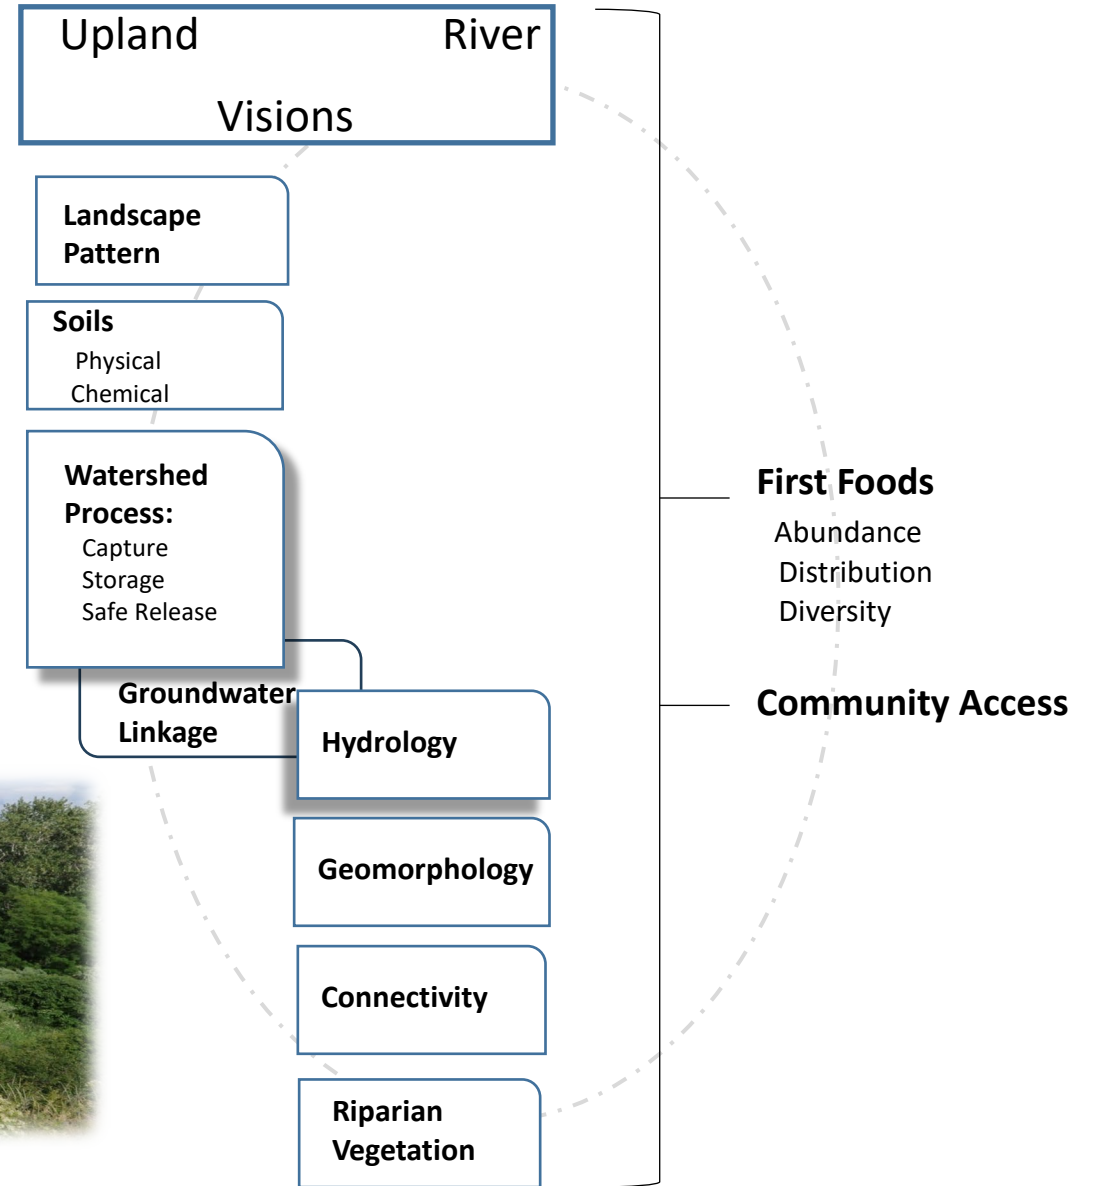 Upland River
Visions
Landscape
Pattern
Soils
Physical
Chemical
Watershed
Process:
Capture
Storage
Safe Release
Groundwater
Linkage
Hydrology
Geomorphology
Connectivity
Riparian
Vegetation
First Foods
Abundance
Distribution
Diversity
Community Access